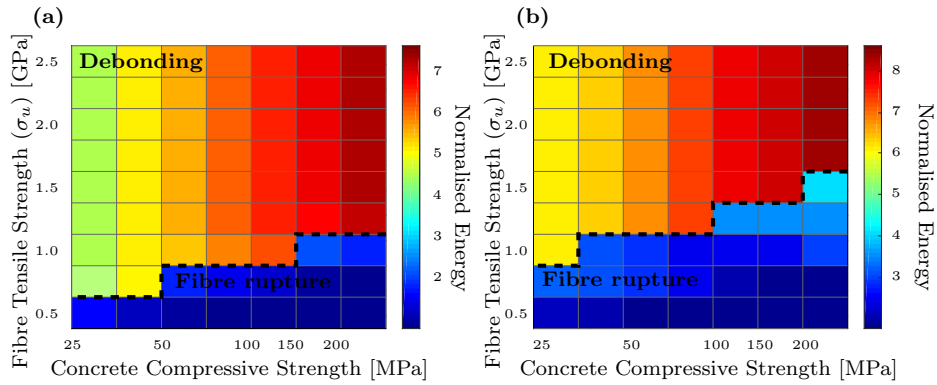 (a)
Debonding
Fibre rupture
Fibre Tensile Strength (σu) [GPa]
2.5
2.0
1.5
1.0
0.5
25
50
100
150
200
Concrete Compressive Strength [MPa]
7
6
5
4
3
2
Normalised Energy
(b)
Debonding
Fibre rupture
Fibre Tensile Strength (σu) [GPa]
2.5
2.0
1.5
1.0
0.5
25
50
100
150
200
Concrete Compressive Strength [MPa]
8
7
6
5
4
3
Normalised Energy